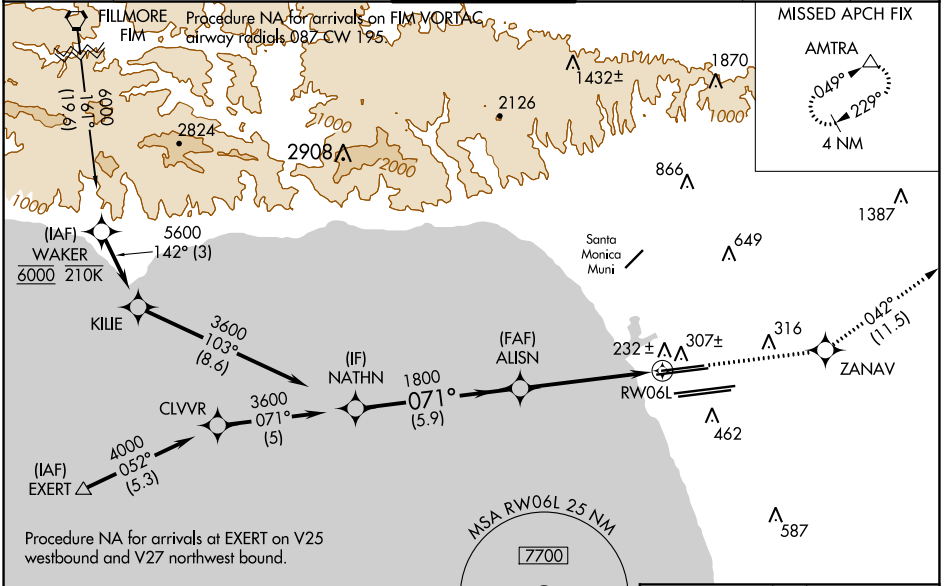 FILLMORE
FIM
Procedure NA for arrivals on FIM VORTAC
airway radials 087 CW 195.
MISSED APCH FIX
AMTRA
049°
229°
4 NM
6000
161°
(19.6)
1432±
1870
2126
1000
1000
2824
2908
2000
1000
866
1387
(IAF)
WAKER
6000 210K
5600
142° (3)
Santa
Monica
Muni
649
KILIE
3600
103°
(8.6)
042°
(11.5)
316
232 ±
307±
ZANAV
(IF)
NATHN
(FAF)
ALISN
1800
071°
(5.9)
RW06L
CLVVR
3600
071°
(5)
462
4000
052°
(5.3)
(IAF)
EXERT
587
Procedure NA for arrivals at EXERT on V25
westbound and V27 northwest bound.
MSA RW06L 25 NM
7700